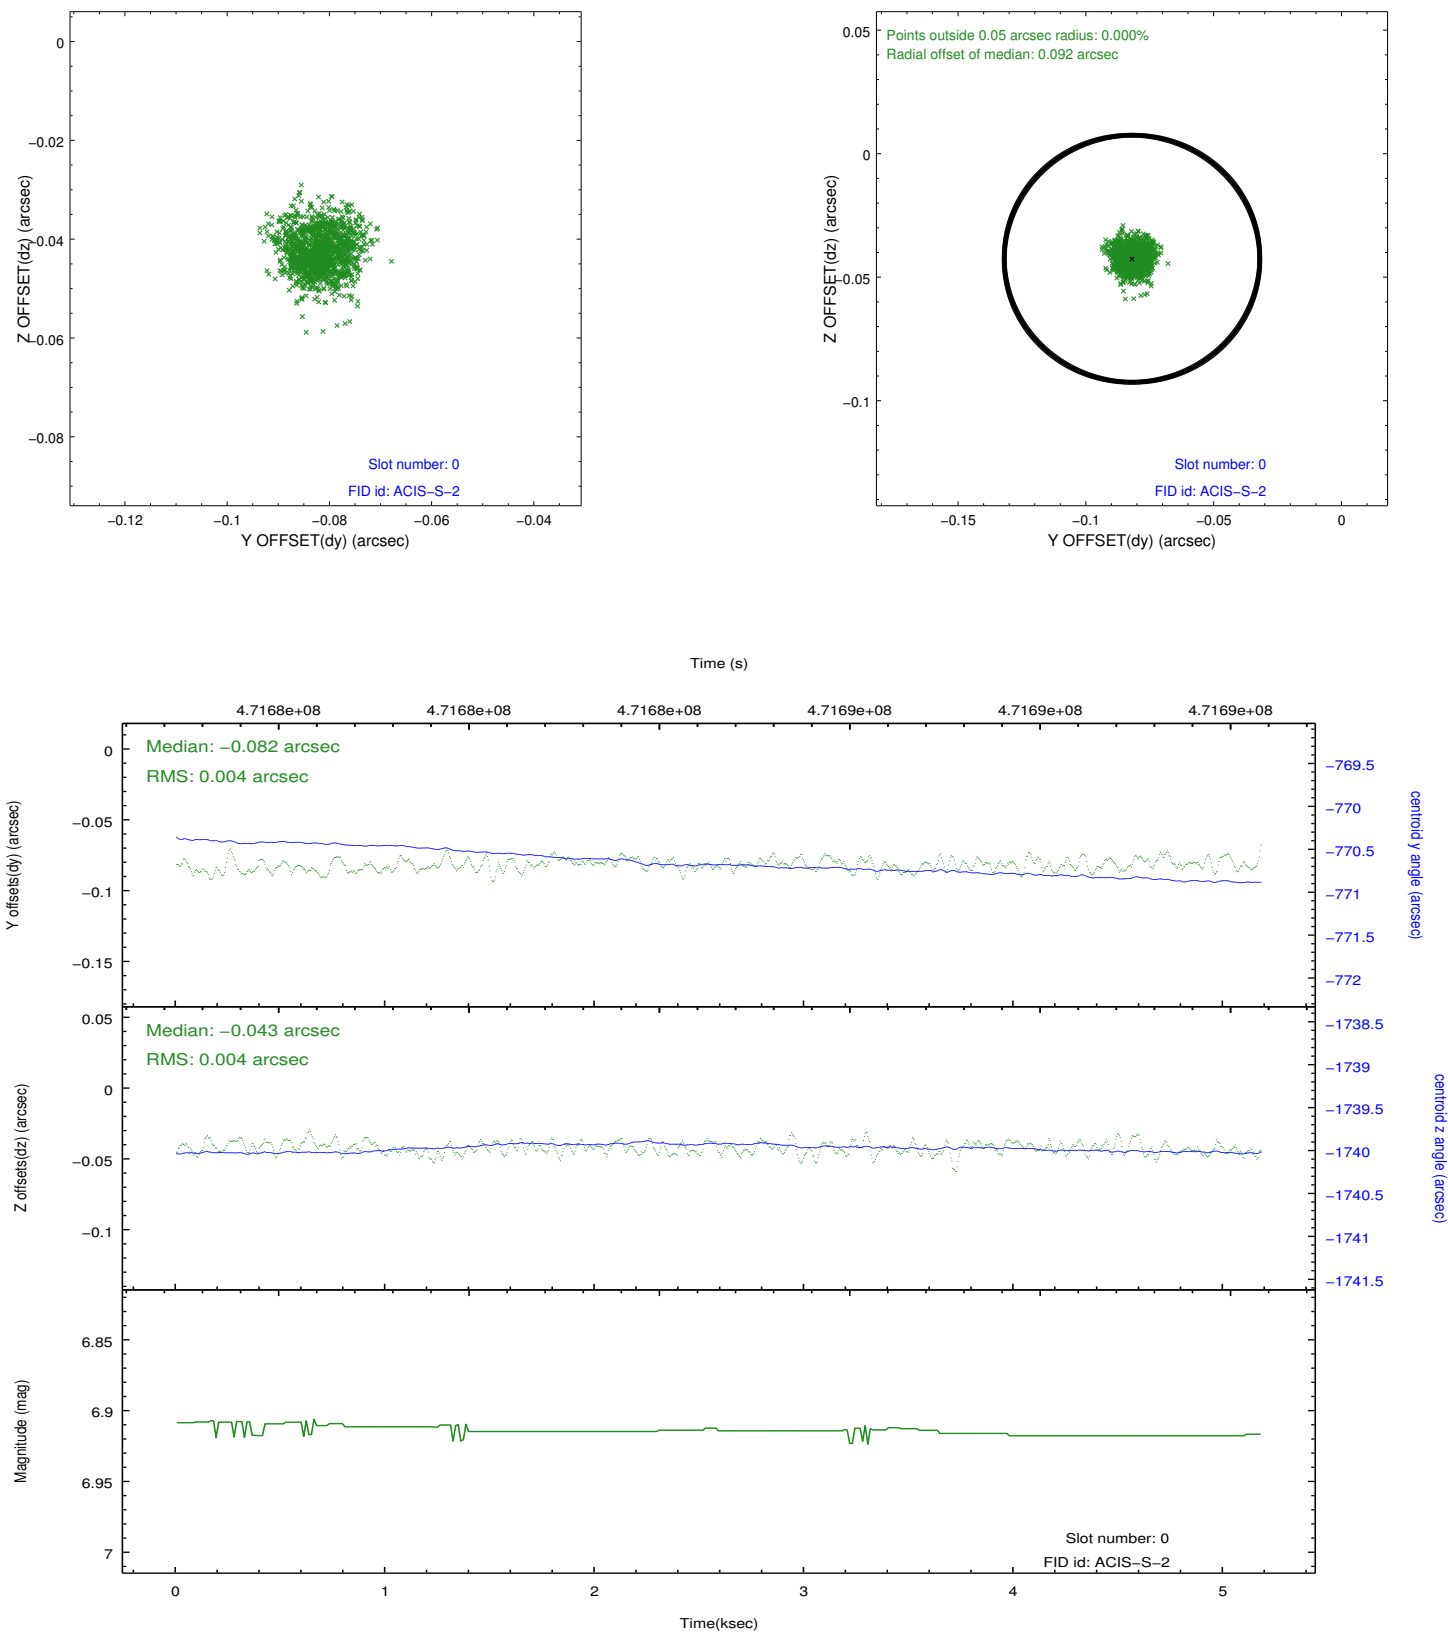 0
−0.02
−0.04
−0.06
−0.08
Z OFFSET(dz) (arcsec)
Slot number: 0
FID id: ACIS−S−2
−0.12
−0.1
−0.08
−0.06
−0.04
Y OFFSET(dy) (arcsec)
Points outside 0.05 arcsec radius: 0.000%
Radial offset of median: 0.092 arcsec
0.05
0
−0.05
−0.1
Z OFFSET(dz) (arcsec)
Slot number: 0
FID id: ACIS−S−2
−0.15
−0.1
−0.05
0
Y OFFSET(dy) (arcsec)
Time (s)
4.7168e+08
4.7168e+08
4.7168e+08
4.7169e+08
4.7169e+08
4.7169e+08
Median: −0.082 arcsec
RMS: 0.004 arcsec
0
−0.05
−0.1
−0.15
Y offsets(dy) (arcsec)
−769.5
−770
−770.5
−771
−771.5
−772
centroid y angle (arcsec)
Median: −0.043 arcsec
RMS: 0.004 arcsec
0.05
0
−0.05
−0.1
Z offsets(dz) (arcsec)
−1738.5
−1739
−1739.5
−1740
−1740.5
−1741
−1741.5
centroid z angle (arcsec)
6.85
6.9
6.95
7
Magnitude (mag)
Slot number: 0
FID id: ACIS−S−2
0
1
2
3
4
5
Time(ksec)